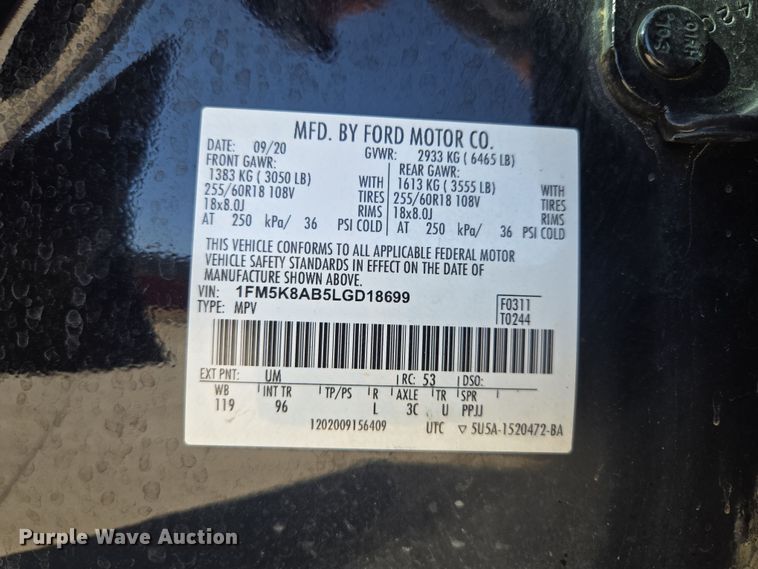 MFD. BY FORD MOTOR CO.
DATE: 09/20 GVWR: 2933 KG ( 6465 LB)
FRONT GAWR: REAR GAWR:
1383 KG ( 3050 LB) WITH 1613 KG ( 3555 LB) WITH
255/60R18 108V TIRES 255/60R18 108V TIRES
18x8.0J RIMS 18x8.0J RIMS
AT 250 kPa/ 36 PSI COLD AT 250 kPa/ 36 PSI COLD
THIS VEHICLE CONFORMS TO ALL APPLICABLE FEDERAL MOTOR
VEHICLE SAFETY STANDARDS IN EFFECT ON THE DATE OF
MANUFACTURE SHOWN ABOVE.
VIN: 1FM5K8AB5LGD18699 F0311
TYPE: MPV T0244
EXT PNT: UM RC: 53 DSO:
WB INT TR TP/PS R AXLE TR SPR
119 96 L 3C U PPJJ
1202009156409 UTC ▽ 5U5A-1520472-BA
Purple Wave Auction